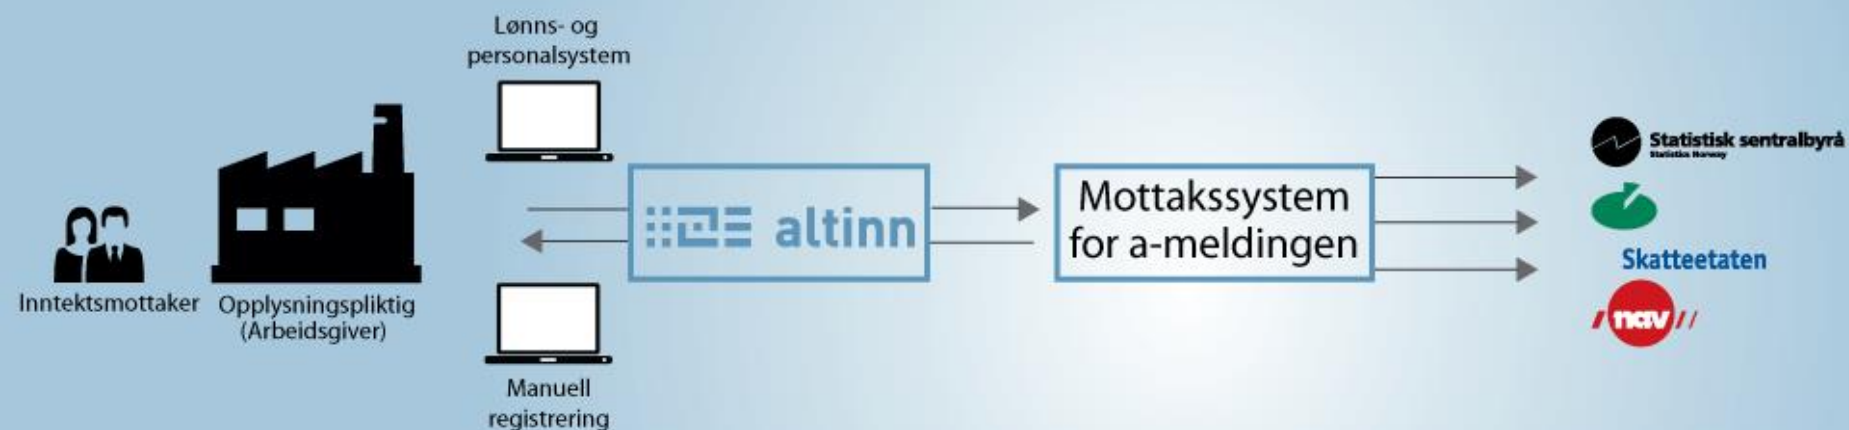 Lønns- og
personalsystem
Inntektsmottaker
Opplysningspliktig
(Arbeidsgiver)
Manuell
registrering
altinn
Mottakssystem
for a-meldingen
Statistisk sentralbyrå
Statistics Norway
Skatteetaten
nav